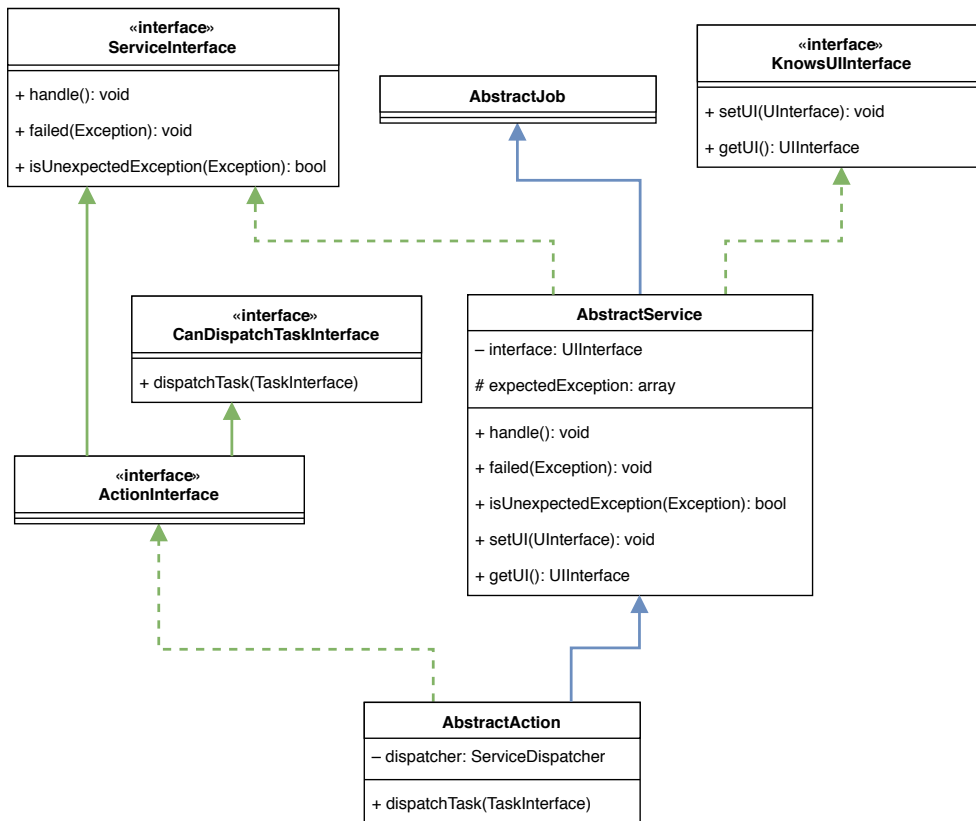 «interface»
ServiceInterface
+ handle(): void
+ failed(Exception): void
+ isUnexpectedException(Exception): bool
AbstractJob
«interface»
KnowsUIInterface
+ setUI(UInterface): void
+ getUI(): UIInterface
«interface»
CanDispatchTaskInterface
+ dispatchTask(TaskInterface)
AbstractService
– interface: UIInterface
# expectedException: array
+ handle(): void
+ failed(Exception): void
+ isUnexpectedException(Exception): bool
+ setUI(UInterface): void
+ getUI(): UIInterface
«interface»
ActionInterface
AbstractAction
– dispatcher: ServiceDispatcher
+ dispatchTask(TaskInterface)